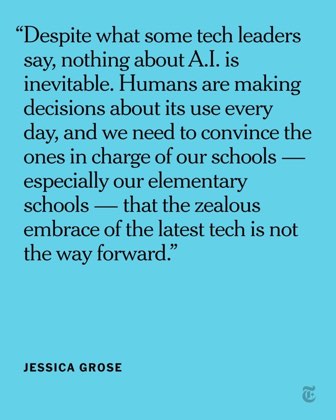 “Despite what some tech leaders
say, nothing about A.I. is
inevitable. Humans are making
decisions about its use every
day, and we need to convince the
ones in charge of our schools —
especially our elementary
schools — that the zealous
embrace of the latest tech is not
the way forward.”
JESSICA GROSE
T